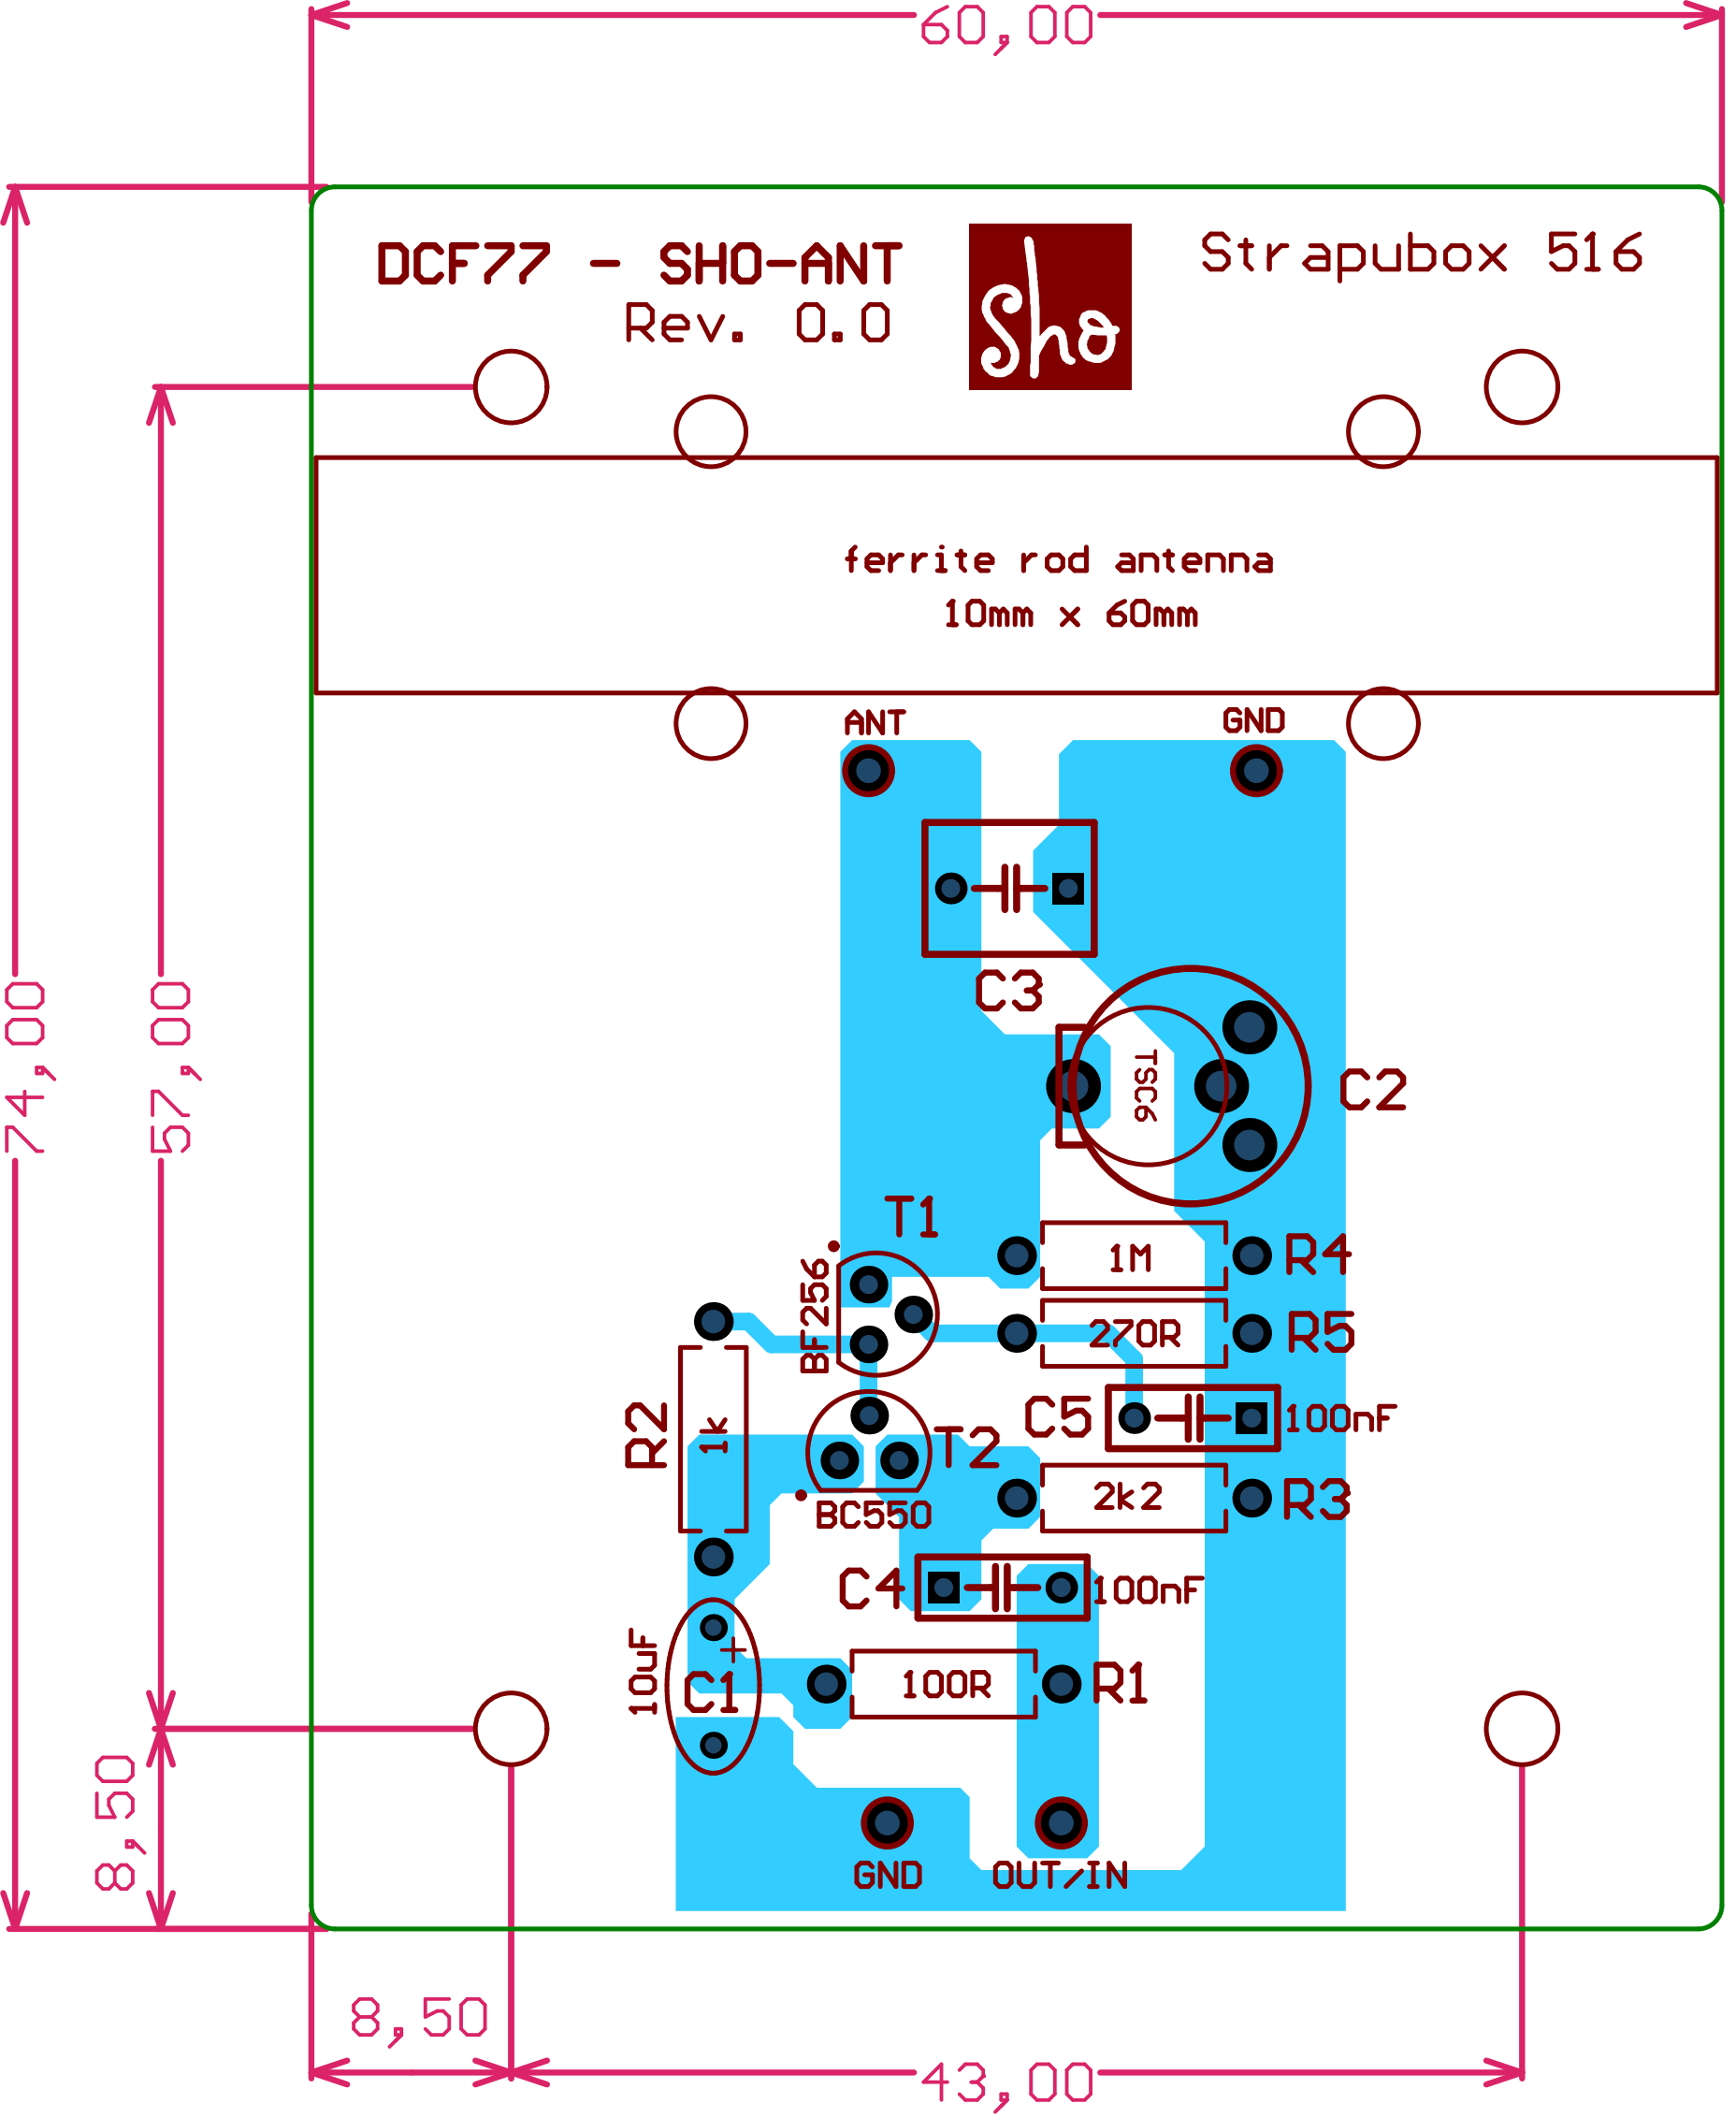 60,00
DCF77 - SHO-ANT
Rev. 0.0
Sho
Strapubox 516
ferrite rod antenna
10mm x 60mm
ANT
GND
C3
74,00
57,00
TSC6
C2
T1
BF256
1M
R4
270R
R5
R2
1k
C5
100nF
T2
BC550
2k2
R3
C4
100nF
10uF
+
C1
100R
R1
8,50
GND
OUT/IN
8,50
43,00